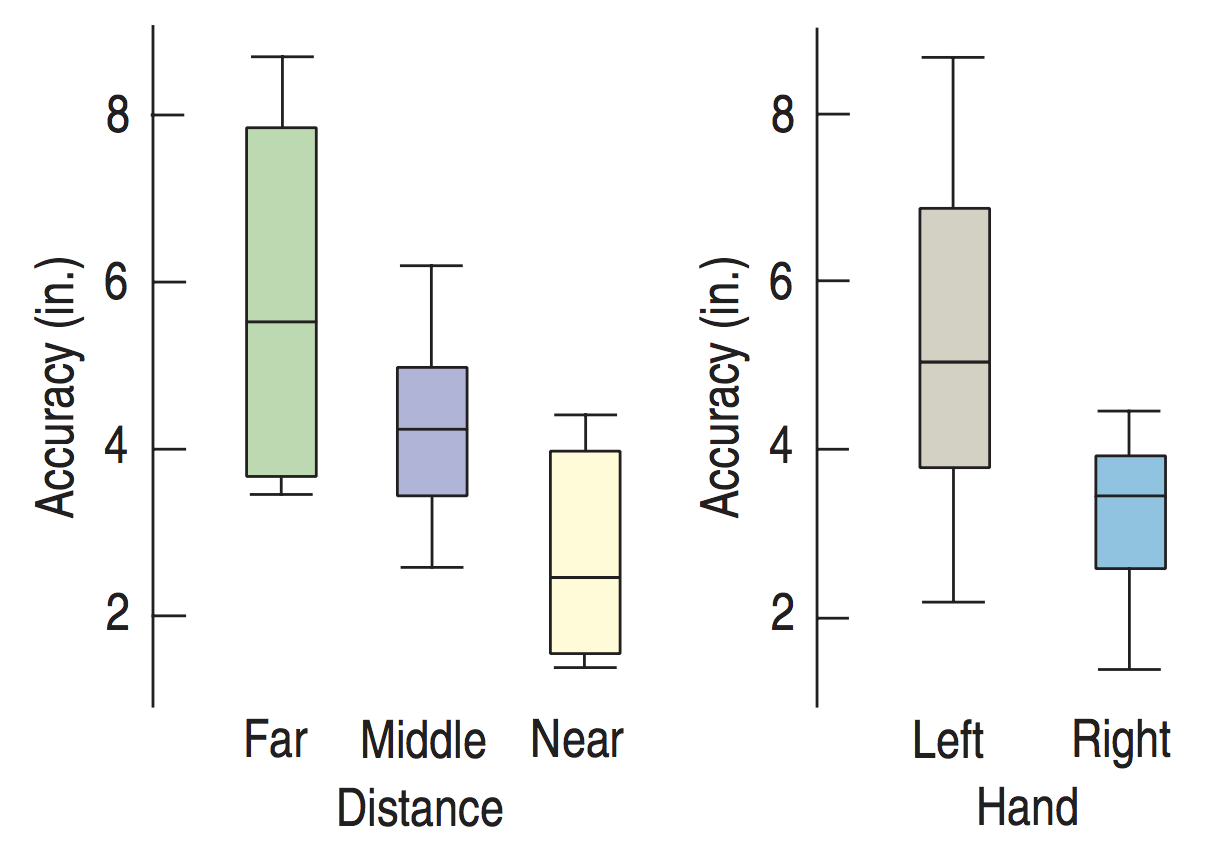 Accuracy (in.)
8
6
4
2
Far Middle Near
Distance
Accuracy (in.)
8
6
4
2
Left Right
Hand